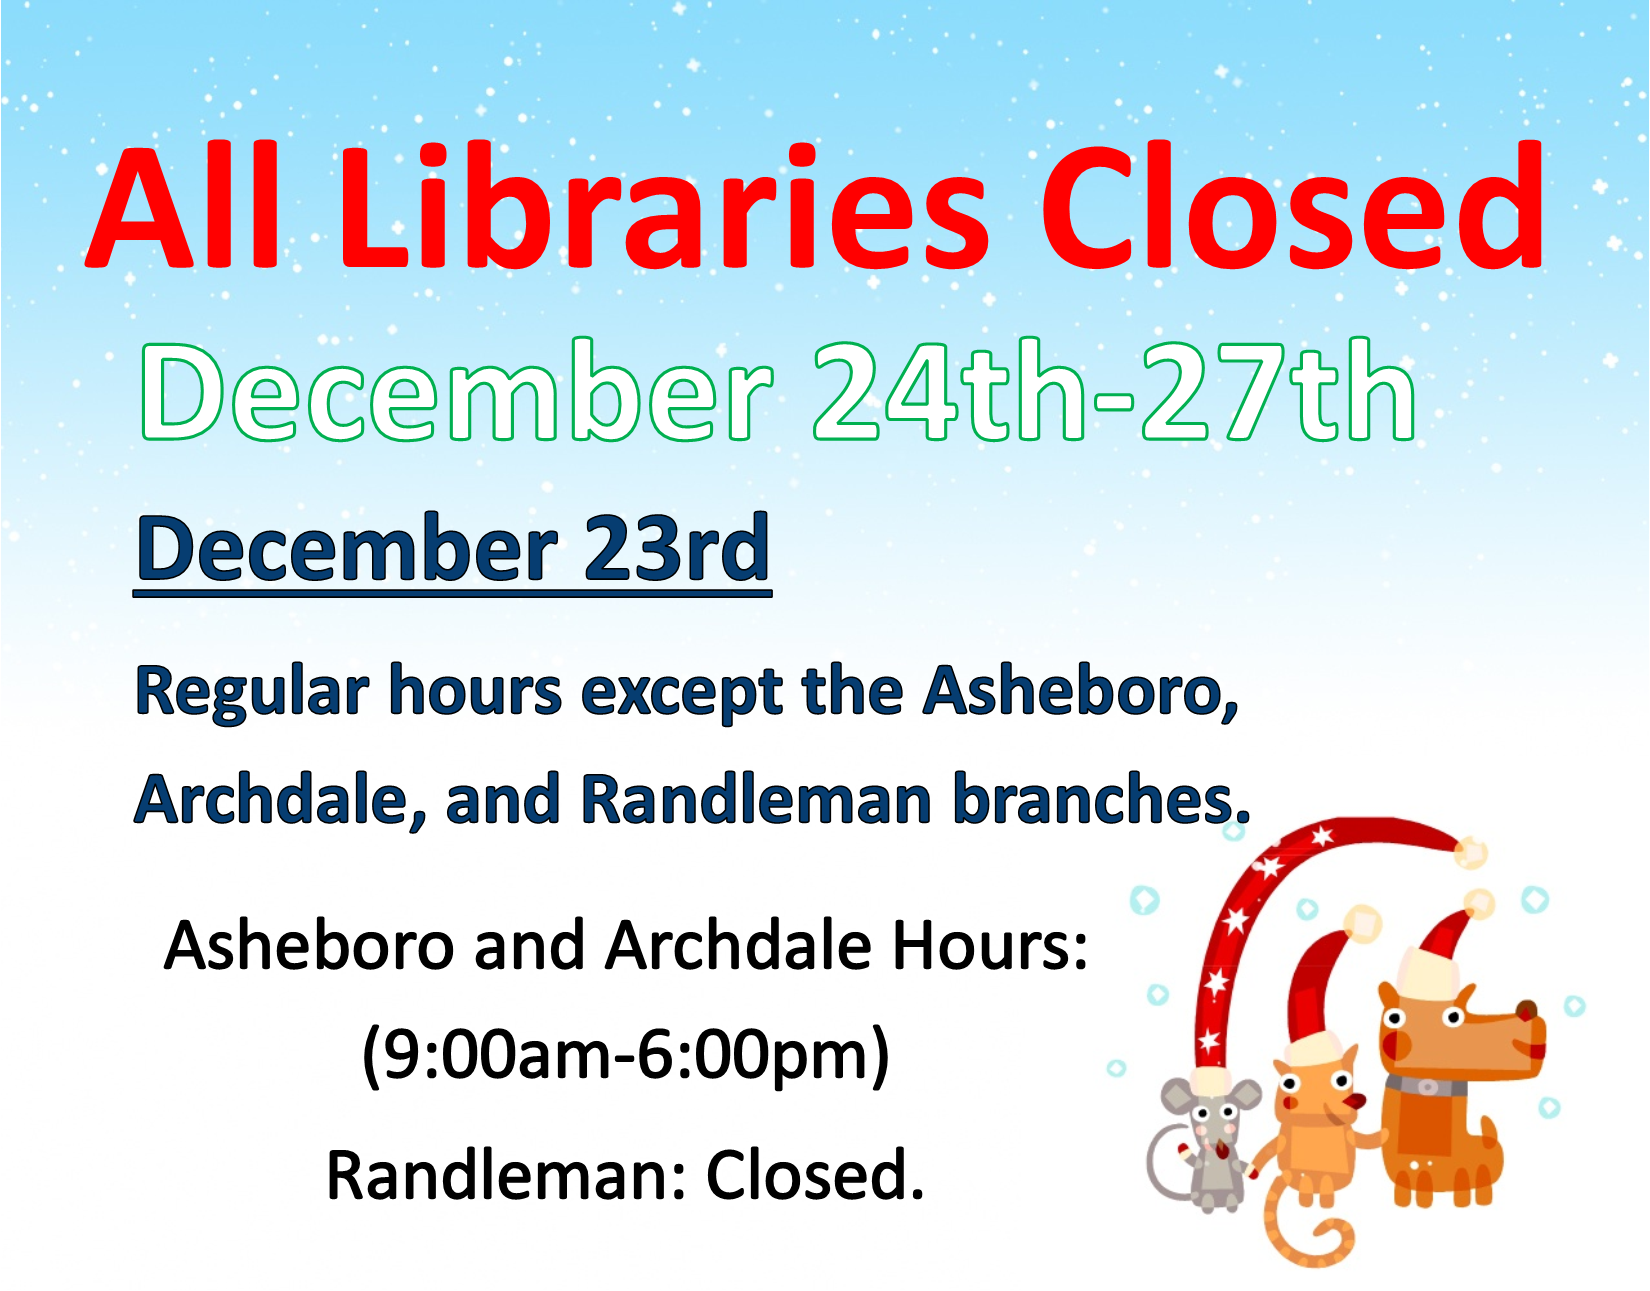 All Libraries Closed
December 24th-27th
December 23rd
Regular hours except the Asheboro,
Archdale, and Randleman branches.
Asheboro and Archdale Hours:
(9:00am-6:00pm)
Randleman: Closed.